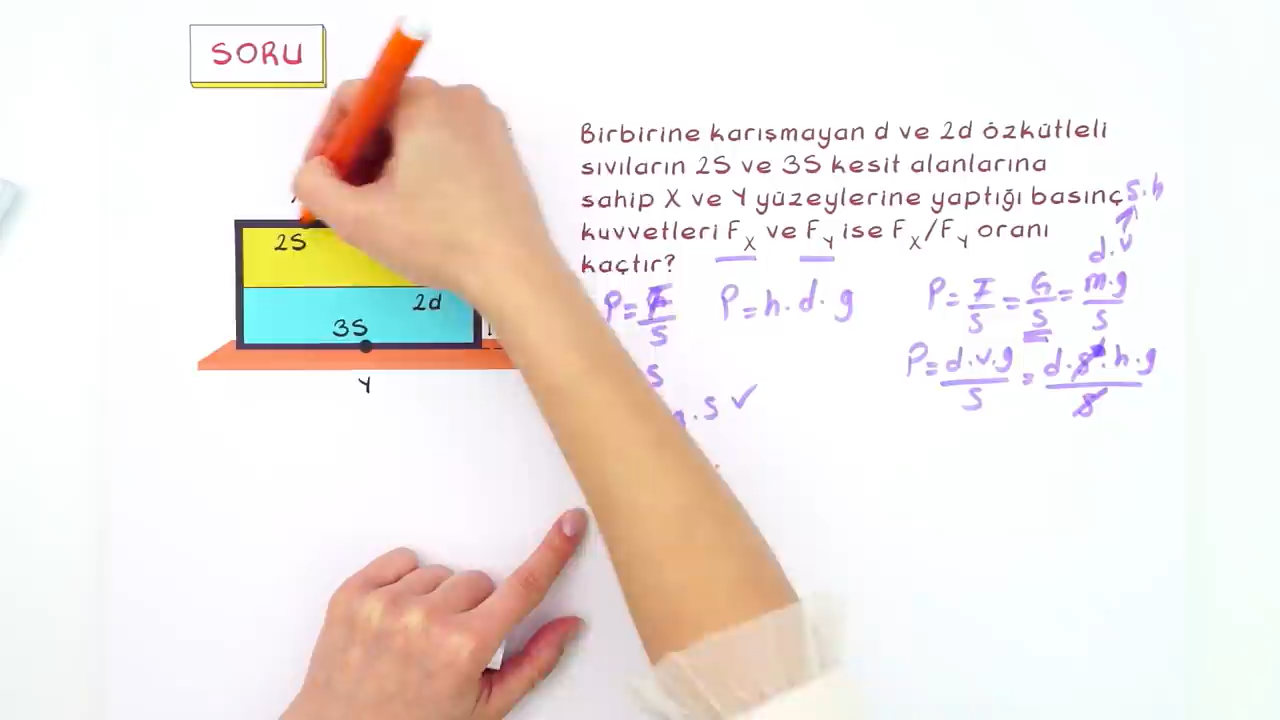 SORU
Birbirine karışmayan d ve 2d özkütleli
sıvıların 2S ve 3S kesit alanlarına
sahip X ve Y yüzeylerine yaptığı basınç
kuvvetleri FX ve FY ise FX/FY oranı
kaçtır?
S.h
d.v
2S
2d
3S
Y
P=F/S
P=h.d.g
P=F/S=G/S=m.g/S
P=d.v.g/S=d.S.h.g/S
S
.S ✓